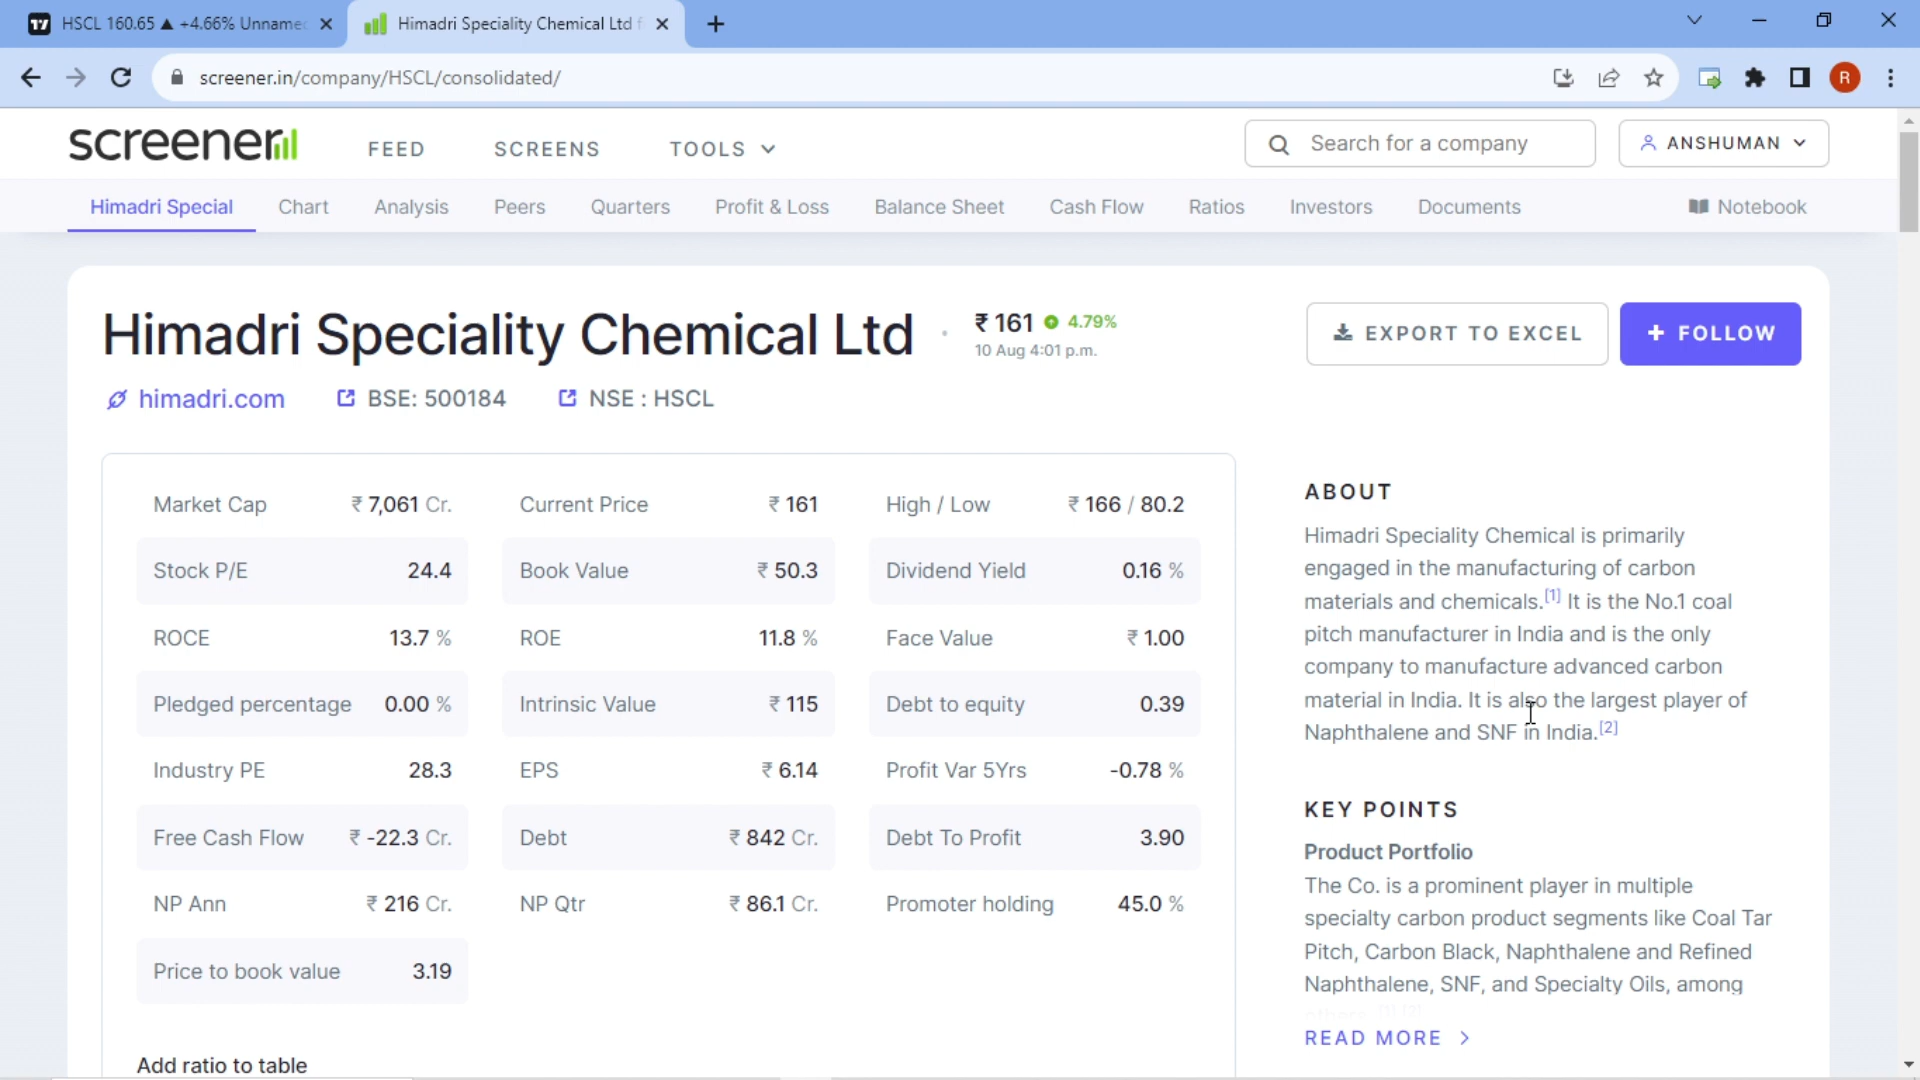 HSCL 160.65 ▲ +4.66% Unname
Himadri Speciality Chemical Ltd f
screener.in/company/HSCL/consolidated/
R
screener
FEED
SCREENS
TOOLS
Search for a company
ANSHUMAN
Himadri Special
Chart
Analysis
Peers
Quarters
Profit & Loss
Balance Sheet
Cash Flow
Ratios
Investors
Documents
Notebook
Himadri Speciality Chemical Ltd
₹ 161 4.79%
10 Aug 4:01 p.m.
EXPORT TO EXCEL
+ FOLLOW
himadri.com
BSE: 500184
NSE : HSCL
Market Cap ₹ 7,061 Cr.
Current Price ₹ 161
High / Low ₹ 166 / 80.2
Stock P/E 24.4
Book Value ₹ 50.3
Dividend Yield 0.16 %
ROCE 13.7 %
ROE 11.8 %
Face Value ₹ 1.00
Pledged percentage 0.00 %
Intrinsic Value ₹ 115
Debt to equity 0.39
Industry PE 28.3
EPS ₹ 6.14
Profit Var 5Yrs -0.78 %
Free Cash Flow ₹ -22.3 Cr.
Debt ₹ 842 Cr.
Debt To Profit 3.90
NP Ann ₹ 216 Cr.
NP Qtr ₹ 86.1 Cr.
Promoter holding 45.0 %
Price to book value 3.19
Add ratio to table
ABOUT
Himadri Speciality Chemical is primarily
engaged in the manufacturing of carbon
materials and chemicals.[1] It is the No.1 coal
pitch manufacturer in India and is the only
company to manufacture advanced carbon
material in India. It is also the largest player of
Naphthalene and SNF in India.[2]
KEY POINTS
Product Portfolio
The Co. is a prominent player in multiple
specialty carbon product segments like Coal Tar
Pitch, Carbon Black, Naphthalene and Refined
Naphthalene, SNF, and Specialty Oils, among
READ MORE >